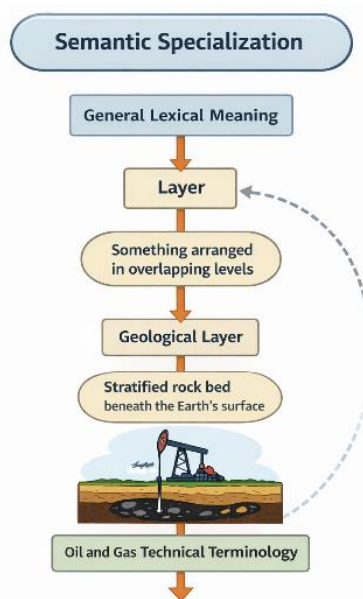 Semantic Specialization
General Lexical Meaning
Layer
Something arranged
in overlapping levels
Geological Layer
Stratified rock bed
beneath the Earth's surface
Oil and Gas Technical Terminology